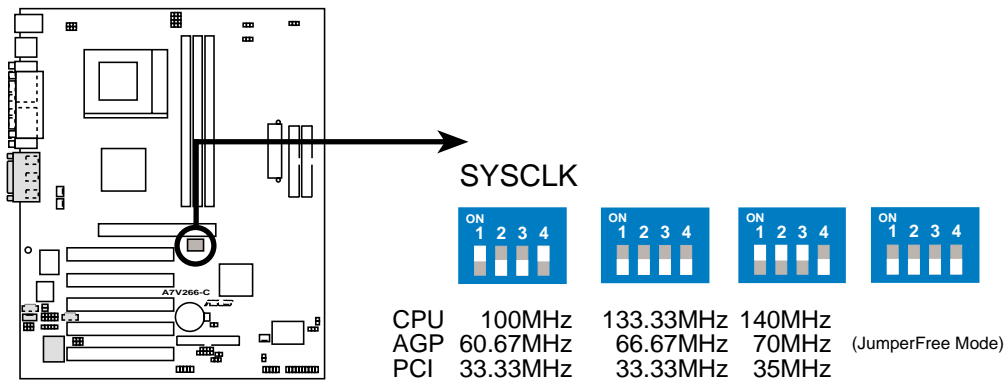 SYSCLK
ON ON ON ON
1 2 3 4 1 2 3 4 1 2 3 4 1 2 3 4
A7V266-C
CPU 100MHz 133.33MHz 140MHz
AGP 60.67MHz 66.67MHz 70MHz (JumperFree Mode)
PCI 33.33MHz 33.33MHz 35MHz